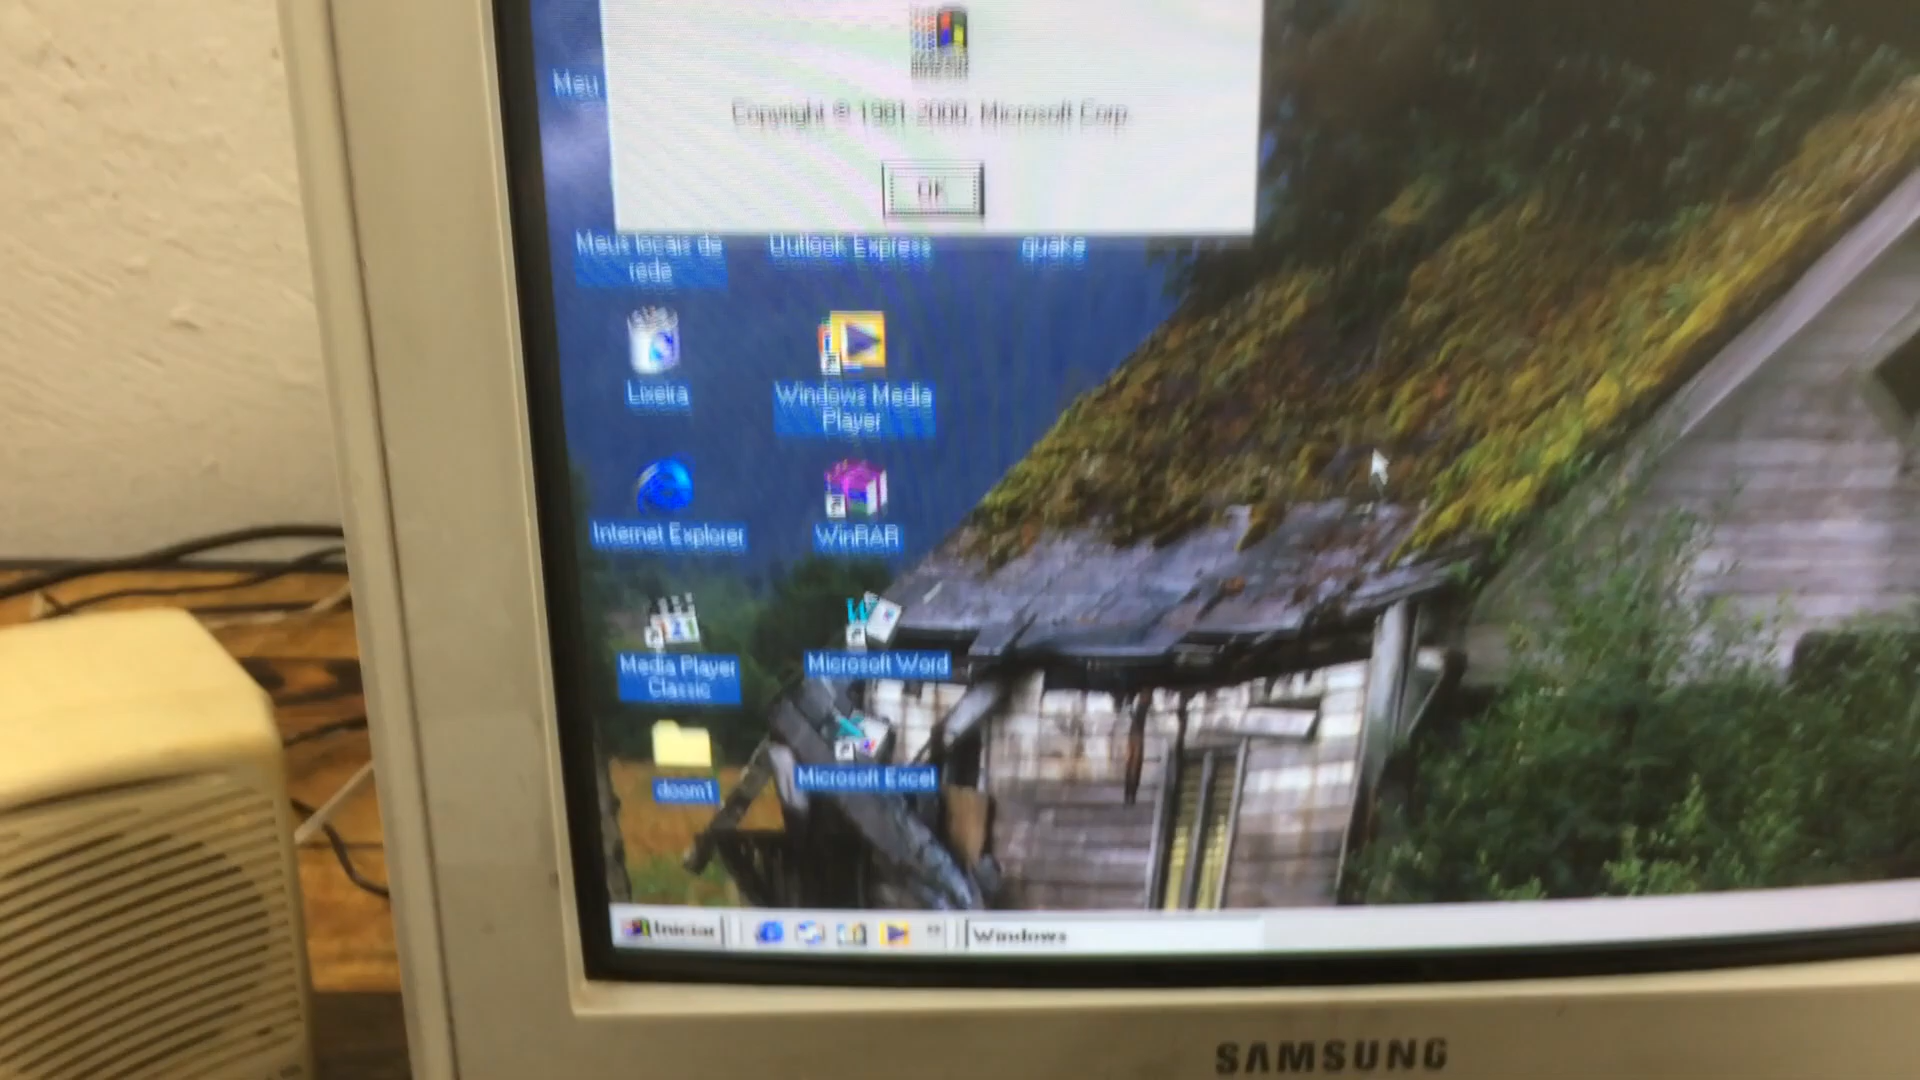 Meu
Copyright © 1981-2000, Microsoft Corp.
OK
Meus locais de
rede
Outlook Express
quake
Lixeira
Windows Media
Player
Internet Explorer
WinRAR
Media Player
Classic
Microsoft Word
doom1
Microsoft Excel
Iniciar
Windows
SAMSUNG